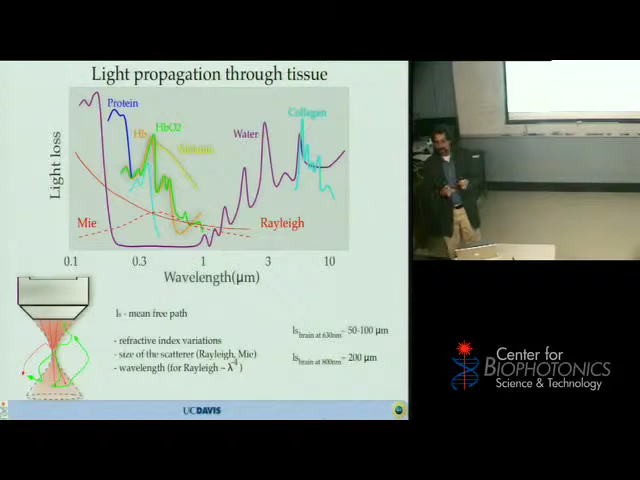 Light propagation through tissue
Protein
Hb
HbO2
Melanin
Water
Collagen
Light loss
Mie
Rayleigh
0.1
0.3
1
3
10
Wavelength(μm)
ls - mean free path
- refractive index variations
- size of the scatterer (Rayleigh, Mie)
- wavelength (for Rayleigh ~ λ⁻⁴)
ls brain at 630nm ~ 50-100 μm
ls brain at 800nm ~ 200 μm
UCDAVIS
Center for
BIOPHOTONICS
Science & Technology